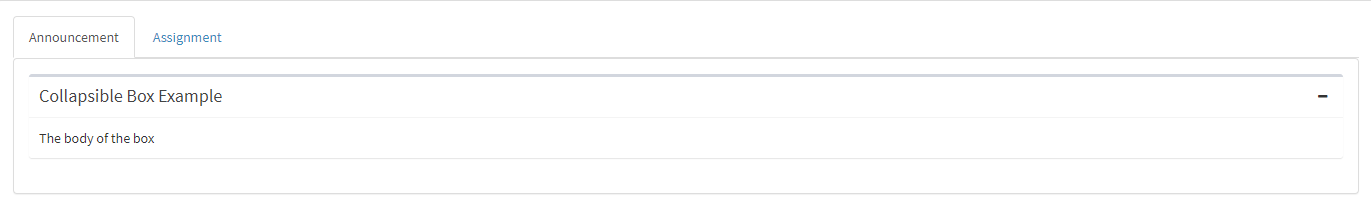 Announcement Assignment
Collapsible Box Example
The body of the box